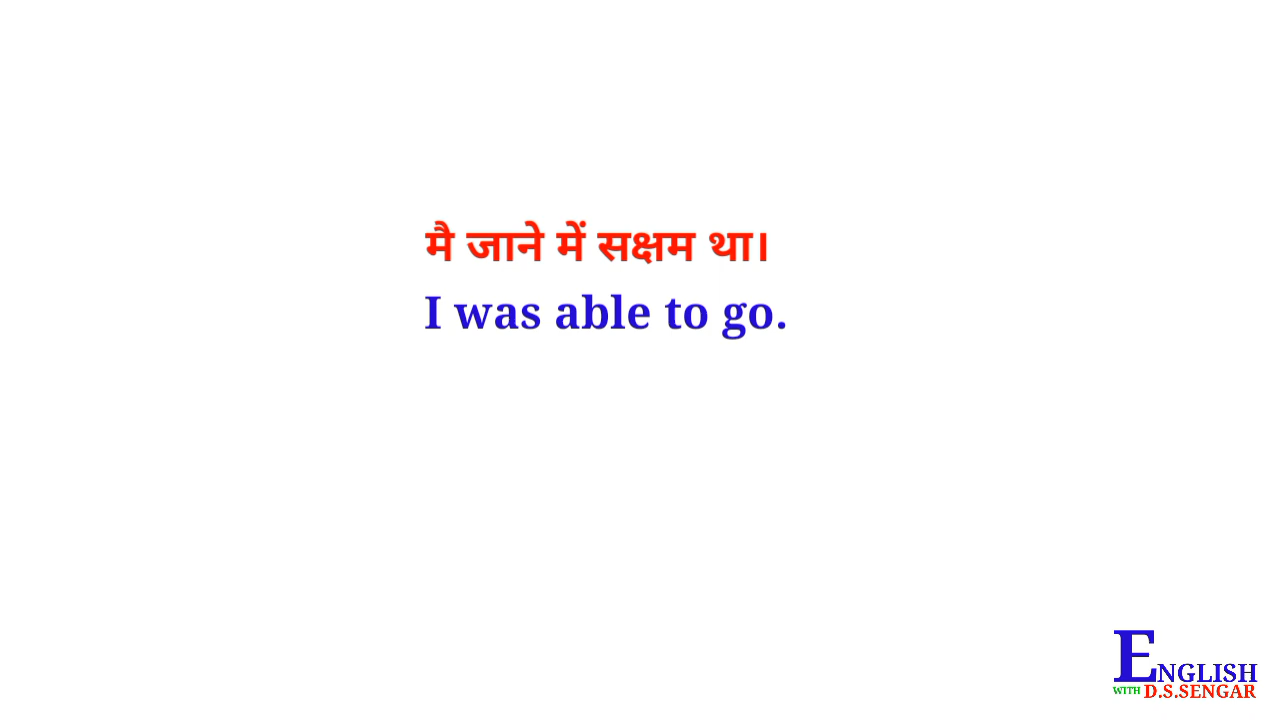 मै जाने में सक्षम था।
I was able to go.
ENGLISH
WITH D.S.SENGAR